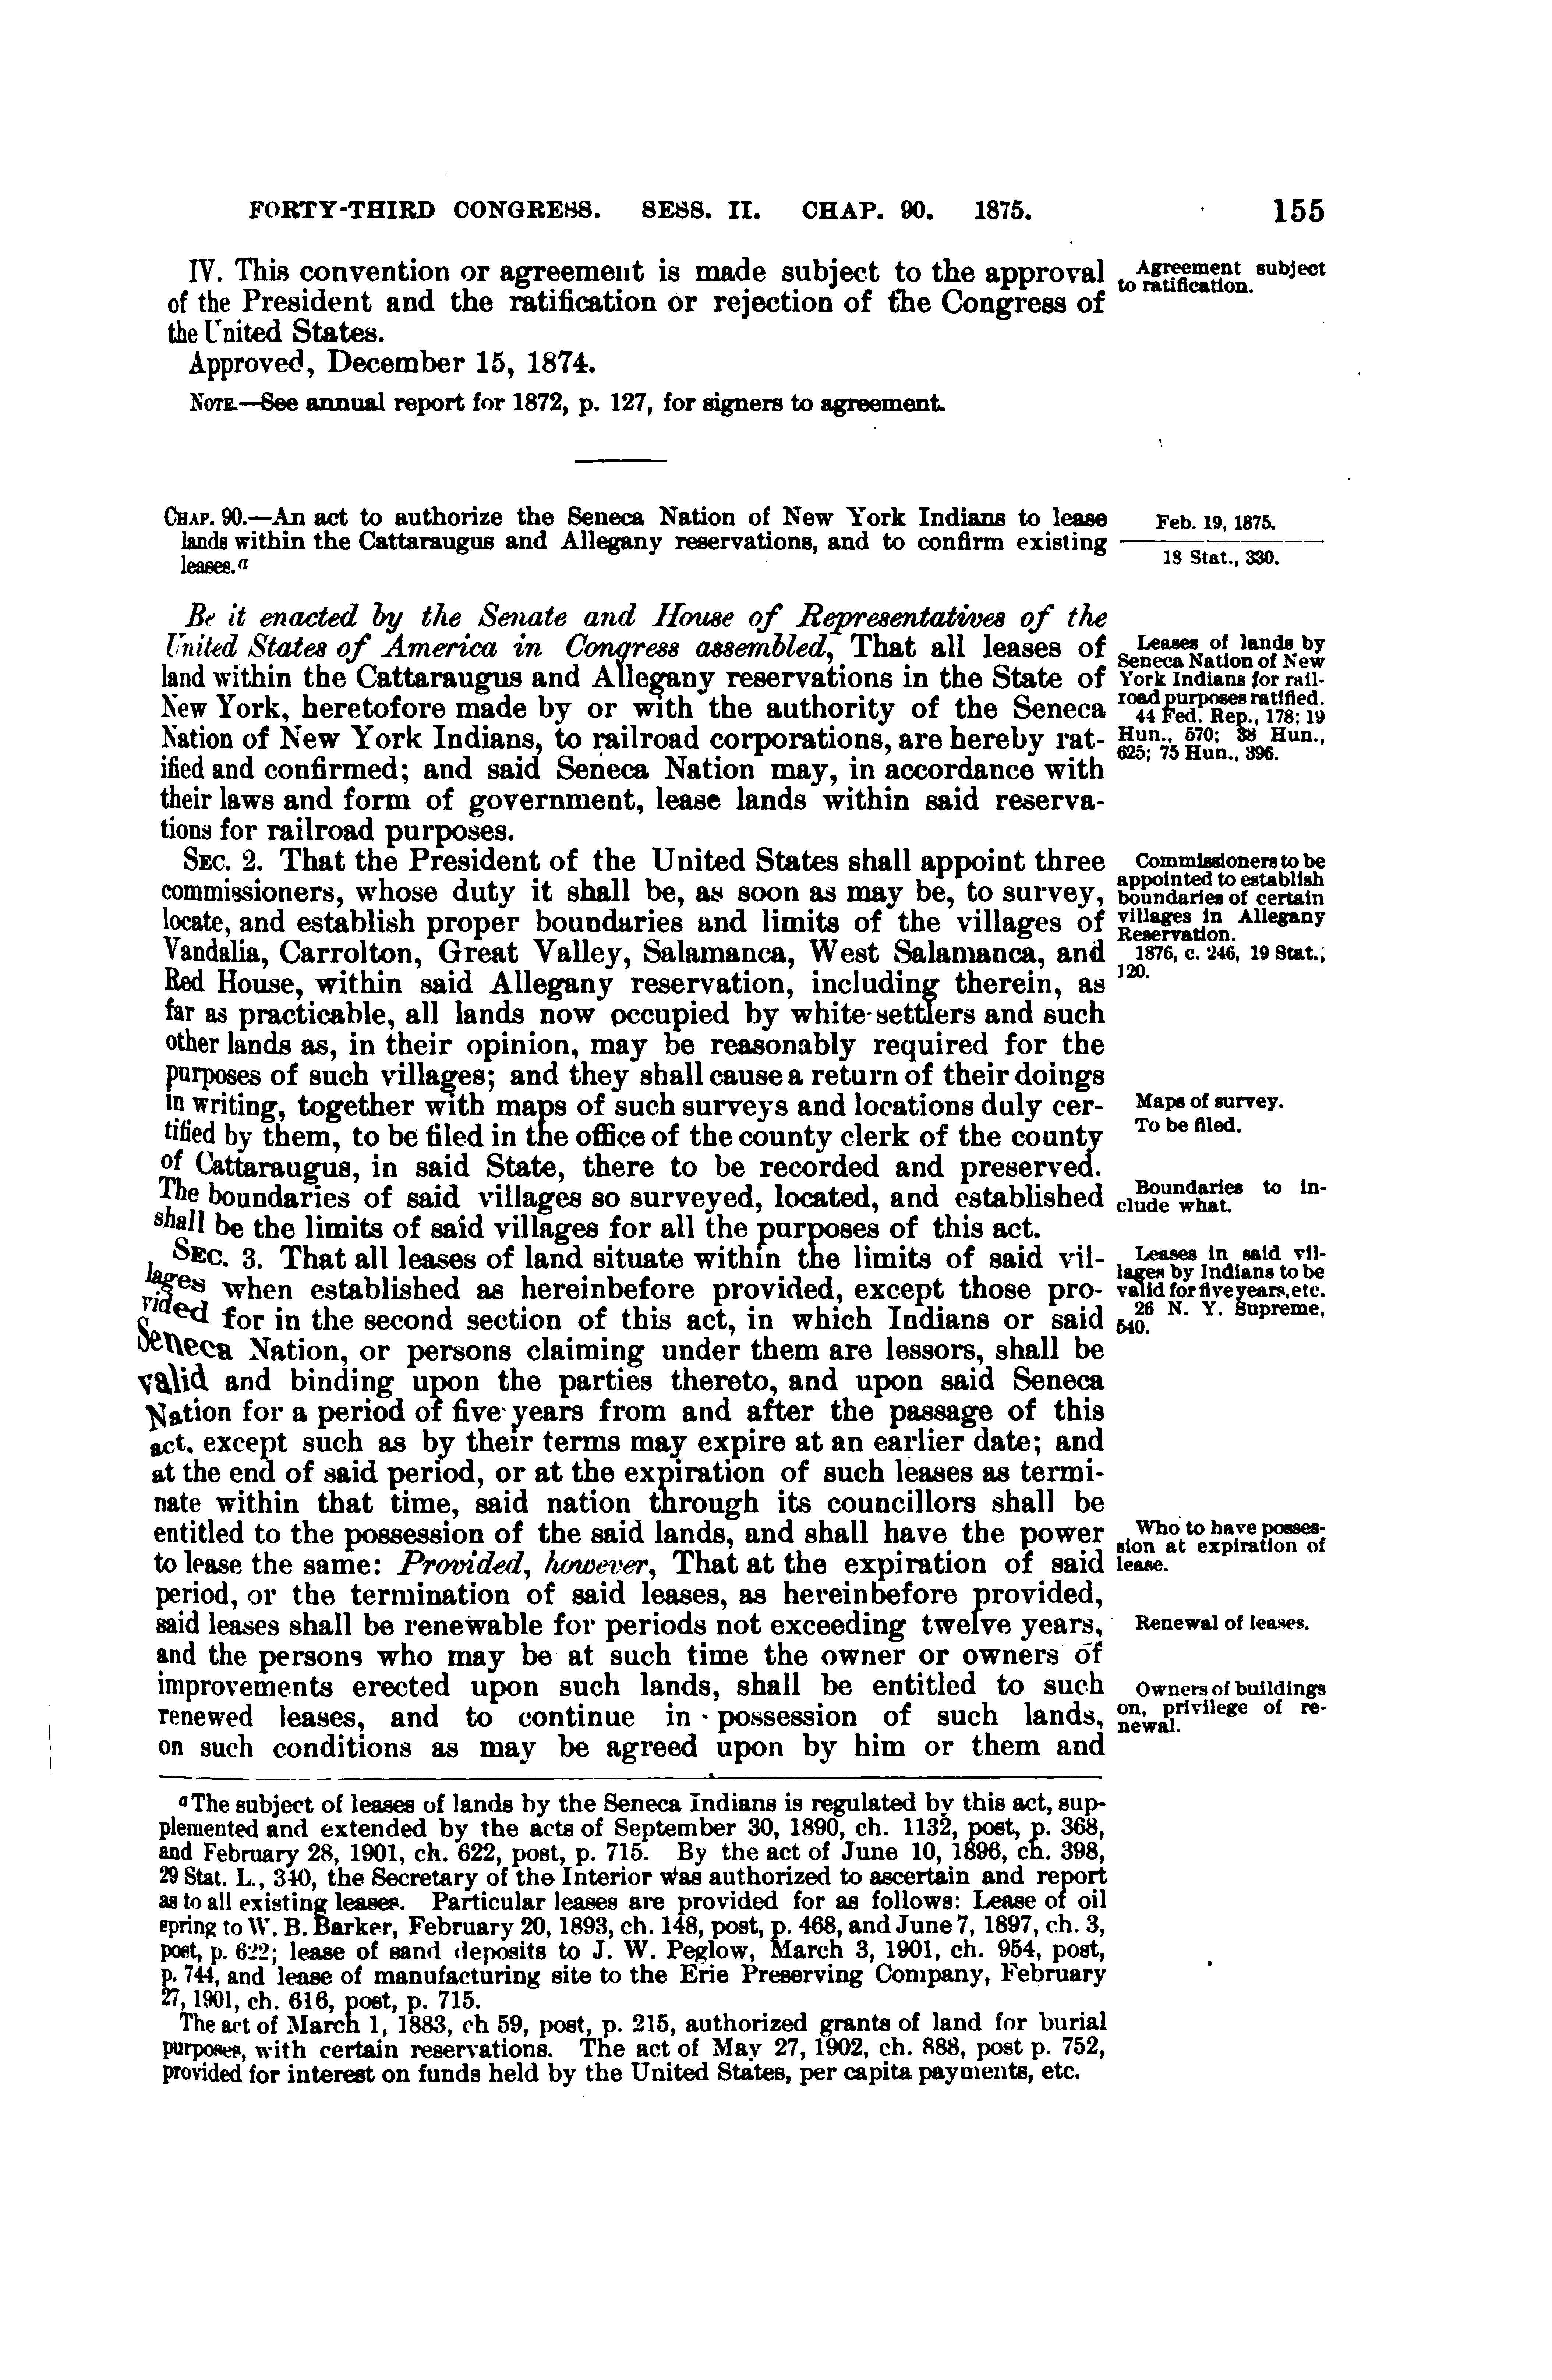 FORTY-THIRD CONGRESS. SESS. II. CHAP. 90. 1875. 155
IV. This convention or agreement is made subject to the approval
of the President and the ratification or rejection of the Congress of
the United States.
Approved, December 15, 1874.
NOTE.—See annual report for 1872, p. 127, for signers to agreement.
Agreement subject
to ratification.
CHAP. 90.—An act to authorize the Seneca Nation of New York Indians to lease
lands within the Cattaraugus and Allegany reservations, and to confirm existing
leases.a
Feb. 19, 1875.
18 Stat., 330.
Be it enacted by the Senate and House of Representatives of the
United States of America in Congress assembled, That all leases of
land within the Cattaraugus and Allegany reservations in the State of
New York, heretofore made by or with the authority of the Seneca
Nation of New York Indians, to railroad corporations, are hereby rat-
ified and confirmed; and said Seneca Nation may, in accordance with
their laws and form of government, lease lands within said reserva-
tions for railroad purposes.
Leases of lands by
Seneca Nation of New
York Indians for rail-
road purposes ratified.
44 Fed. Rep., 178; 19
Hun., 570; 38 Hun.,
625; 75 Hun., 396.
SEC. 2. That the President of the United States shall appoint three
commissioners, whose duty it shall be, as soon as may be, to survey,
locate, and establish proper boundaries and limits of the villages of
Vandalia, Carrolton, Great Valley, Salamanca, West Salamanca, and
Red House, within said Allegany reservation, including therein, as
far as practicable, all lands now occupied by white-settlers and such
other lands as, in their opinion, may be reasonably required for the
purposes of such villages; and they shall cause a return of their doings
in writing, together with maps of such surveys and locations duly cer-
tified by them, to be filed in the office of the county clerk of the county
of Cattaraugus, in said State, there to be recorded and preserved.
The boundaries of said villages so surveyed, located, and established
shall be the limits of said villages for all the purposes of this act.
Commissioners to be
appointed to establish
boundaries of certain
villages in Allegany
Reservation.
1876, c. 246, 19 Stat.,
120.
Maps of survey.
To be filed.
Boundaries to in-
clude what.
SEC. 3. That all leases of land situate within the limits of said vil-
lages when established as hereinbefore provided, except those pro-
vided for in the second section of this act, in which Indians or said
Seneca Nation, or persons claiming under them are lessors, shall be
valid and binding upon the parties thereto, and upon said Seneca
Nation for a period of five years from and after the passage of this
act, except such as by their terms may expire at an earlier date; and
at the end of said period, or at the expiration of such leases as termi-
nate within that time, said nation through its councillors shall be
entitled to the possession of the said lands, and shall have the power
to lease the same: Provided, however, That at the expiration of said
period, or the termination of said leases, as hereinbefore provided,
said leases shall be renewable for periods not exceeding twelve years,
and the persons who may be at such time the owner or owners of
improvements erected upon such lands, shall be entitled to such
renewed leases, and to continue in possession of such lands,
on such conditions as may be agreed upon by him or them and
Leases in said vil-
lages by Indians to be
valid for five years, etc.
26 N. Y. Supreme,
540.
Who to have posses-
sion at expiration of
lease.
Renewal of leases.
Owners of buildings
on, privilege of re-
newal.
a The subject of leases of lands by the Seneca Indians is regulated by this act, sup-
plemented and extended by the acts of September 30, 1890, ch. 1132, post, p. 368,
and February 28, 1901, ch. 622, post, p. 715. By the act of June 10, 1896, ch. 398,
29 Stat. L., 340, the Secretary of the Interior was authorized to ascertain and report
as to all existing leases. Particular leases are provided for as follows: Lease of oil
spring to W. B. Barker, February 20, 1893, ch. 148, post, p. 468, and June 7, 1897, ch. 3,
post, p. 622; lease of sand deposits to J. W. Peglow, March 3, 1901, ch. 954, post,
p. 744, and lease of manufacturing site to the Erie Preserving Company, February
27, 1901, ch. 616, post, p. 715.
The act of March 1, 1883, ch 59, post, p. 215, authorized grants of land for burial
purposes, with certain reservations. The act of May 27, 1902, ch. 888, post p. 752,
provided for interest on funds held by the United States, per capita payments, etc.